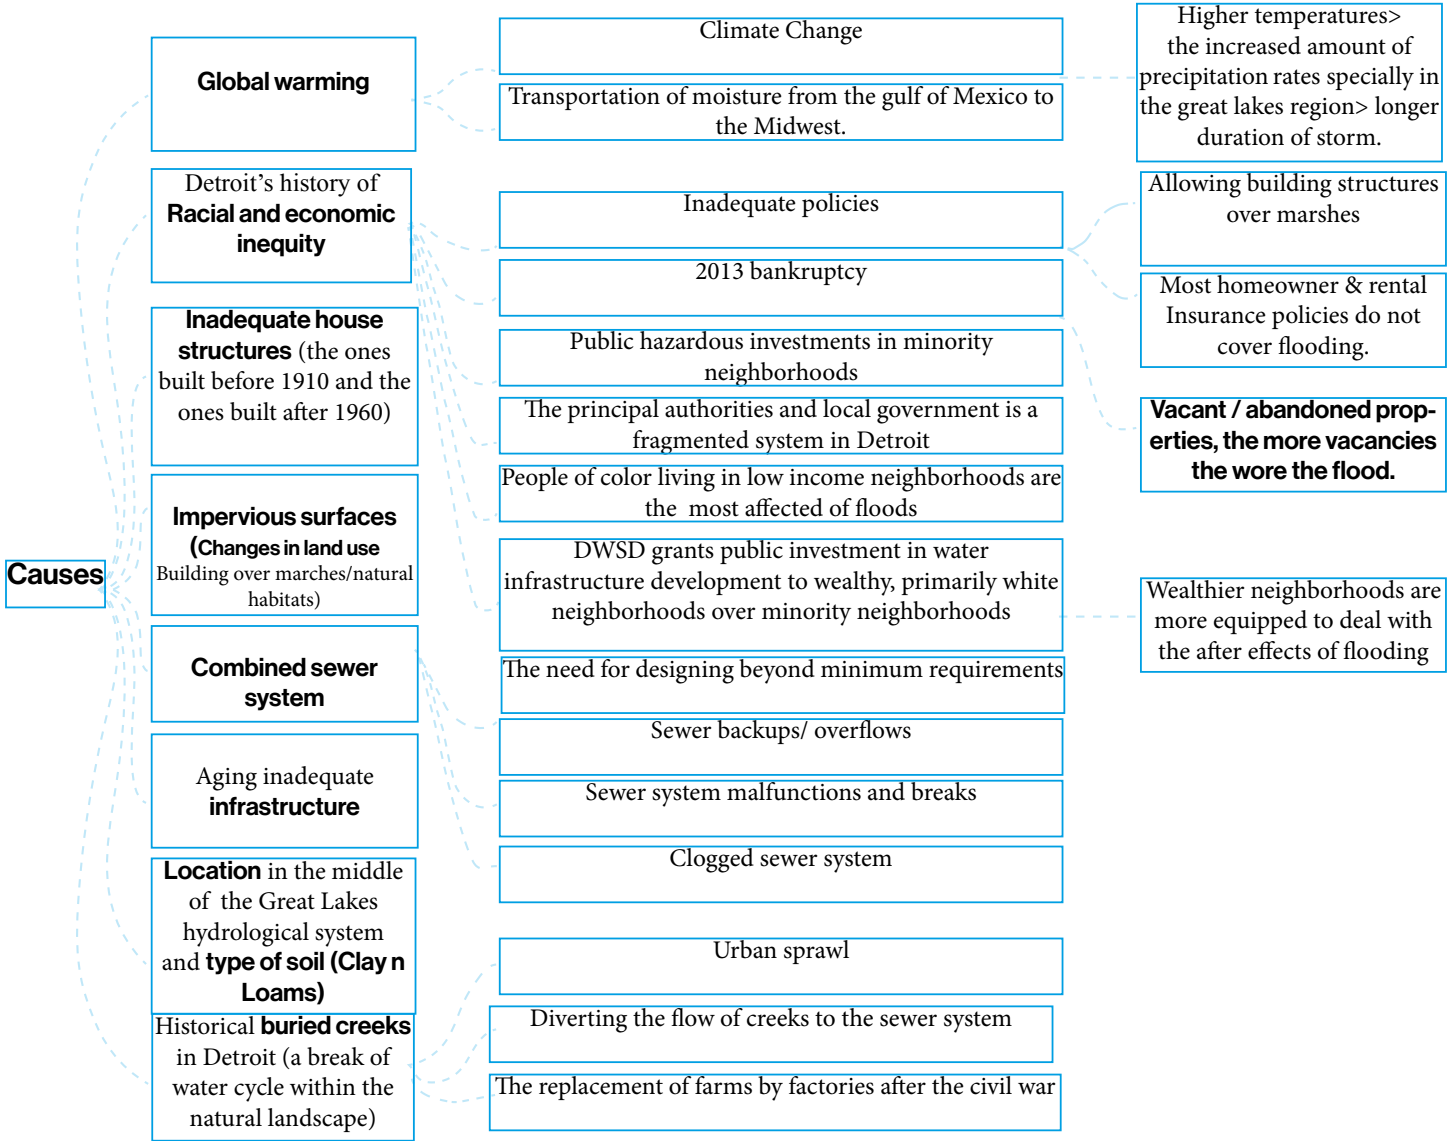 Causes
Global warming
Detroit's history of
Racial and economic
inequity
Inadequate house
structures (the ones
built before 1910 and the
ones built after 1960)
Impervious surfaces
(Changes in land use
Building over marches/natural
habitats)
Combined sewer
system
Aging inadequate
infrastructure
Location in the middle
of the Great Lakes
hydrological system
and type of soil (Clay n
Loams)
Historical buried creeks
in Detroit (a break of
water cycle within the
natural landscape)
Climate Change
Transportation of moisture from the gulf of Mexico to
the Midwest.
Inadequate policies
2013 bankruptcy
Public hazardous investments in minority
neighborhoods
The principal authorities and local government is a
fragmented system in Detroit
People of color living in low income neighborhoods are
the most affected of floods
DWSD grants public investment in water
infrastructure development to wealthy, primarily white
neighborhoods over minority neighborhoods
The need for designing beyond minimum requirements
Sewer backups/ overflows
Sewer system malfunctions and breaks
Clogged sewer system
Urban sprawl
Diverting the flow of creeks to the sewer system
The replacement of farms by factories after the civil war
Higher temperatures>
the increased amount of
precipitation rates specially in
the great lakes region> longer
duration of storm.
Allowing building structures
over marshes
Most homeowner & rental
Insurance policies do not
cover flooding.
Vacant / abandoned prop-
erties, the more vacancies
the wore the flood.
Wealthier neighborhoods are
more equipped to deal with
the after effects of flooding